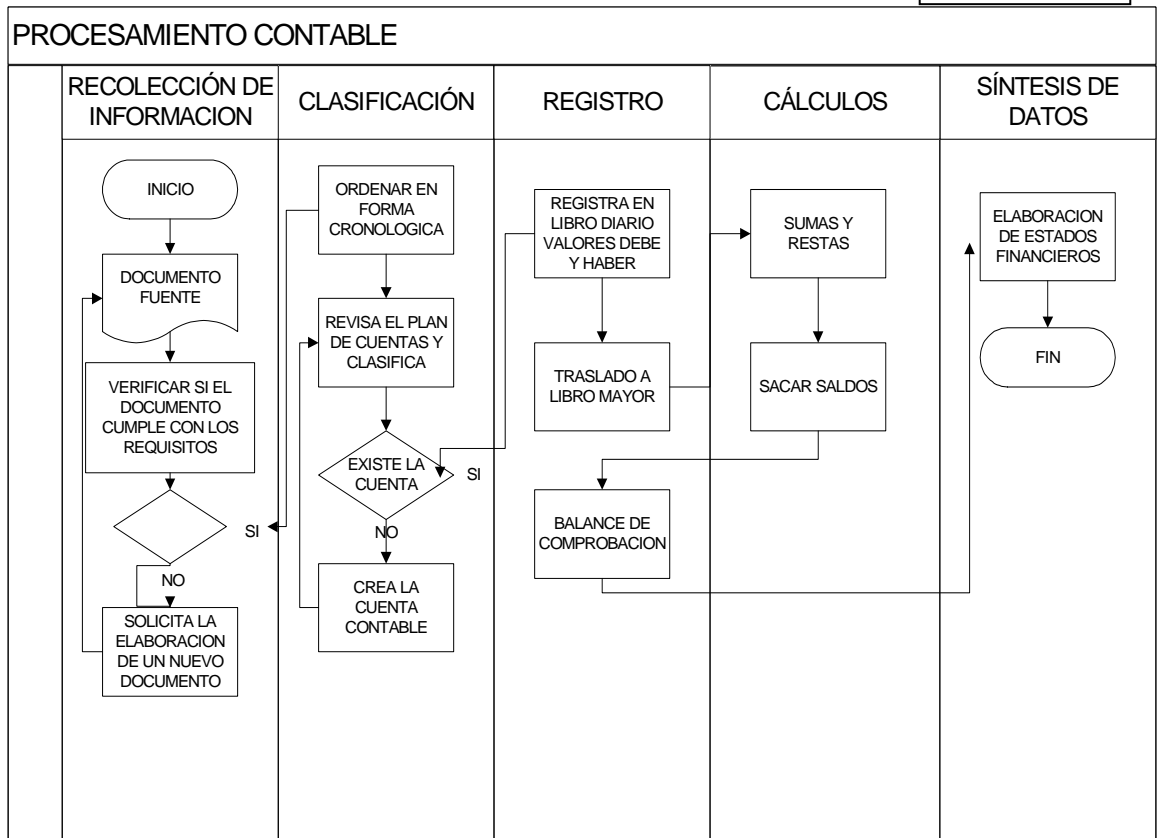 PROCESAMIENTO CONTABLE
RECOLECCIÓN DE
INFORMACION
CLASIFICACIÓN
REGISTRO
CÁLCULOS
SÍNTESIS DE
DATOS
INICIO
DOCUMENTO
FUENTE
VERIFICAR SI EL
DOCUMENTO
CUMPLE CON LOS
REQUISITOS
SI
NO
SOLICITA LA
ELABORACION
DE UN NUEVO
DOCUMENTO
ORDENAR EN
FORMA
CRONOLOGICA
REVISA EL PLAN
DE CUENTAS Y
CLASIFICA
EXISTE LA
CUENTA
SI
NO
CREA LA
CUENTA
CONTABLE
REGISTRA EN
LIBRO DIARIO
VALORES DEBE
Y HABER
TRASLADO A
LIBRO MAYOR
BALANCE DE
COMPROBACION
SUMAS Y
RESTAS
SACAR SALDOS
ELABORACION
DE ESTADOS
FINANCIEROS
FIN